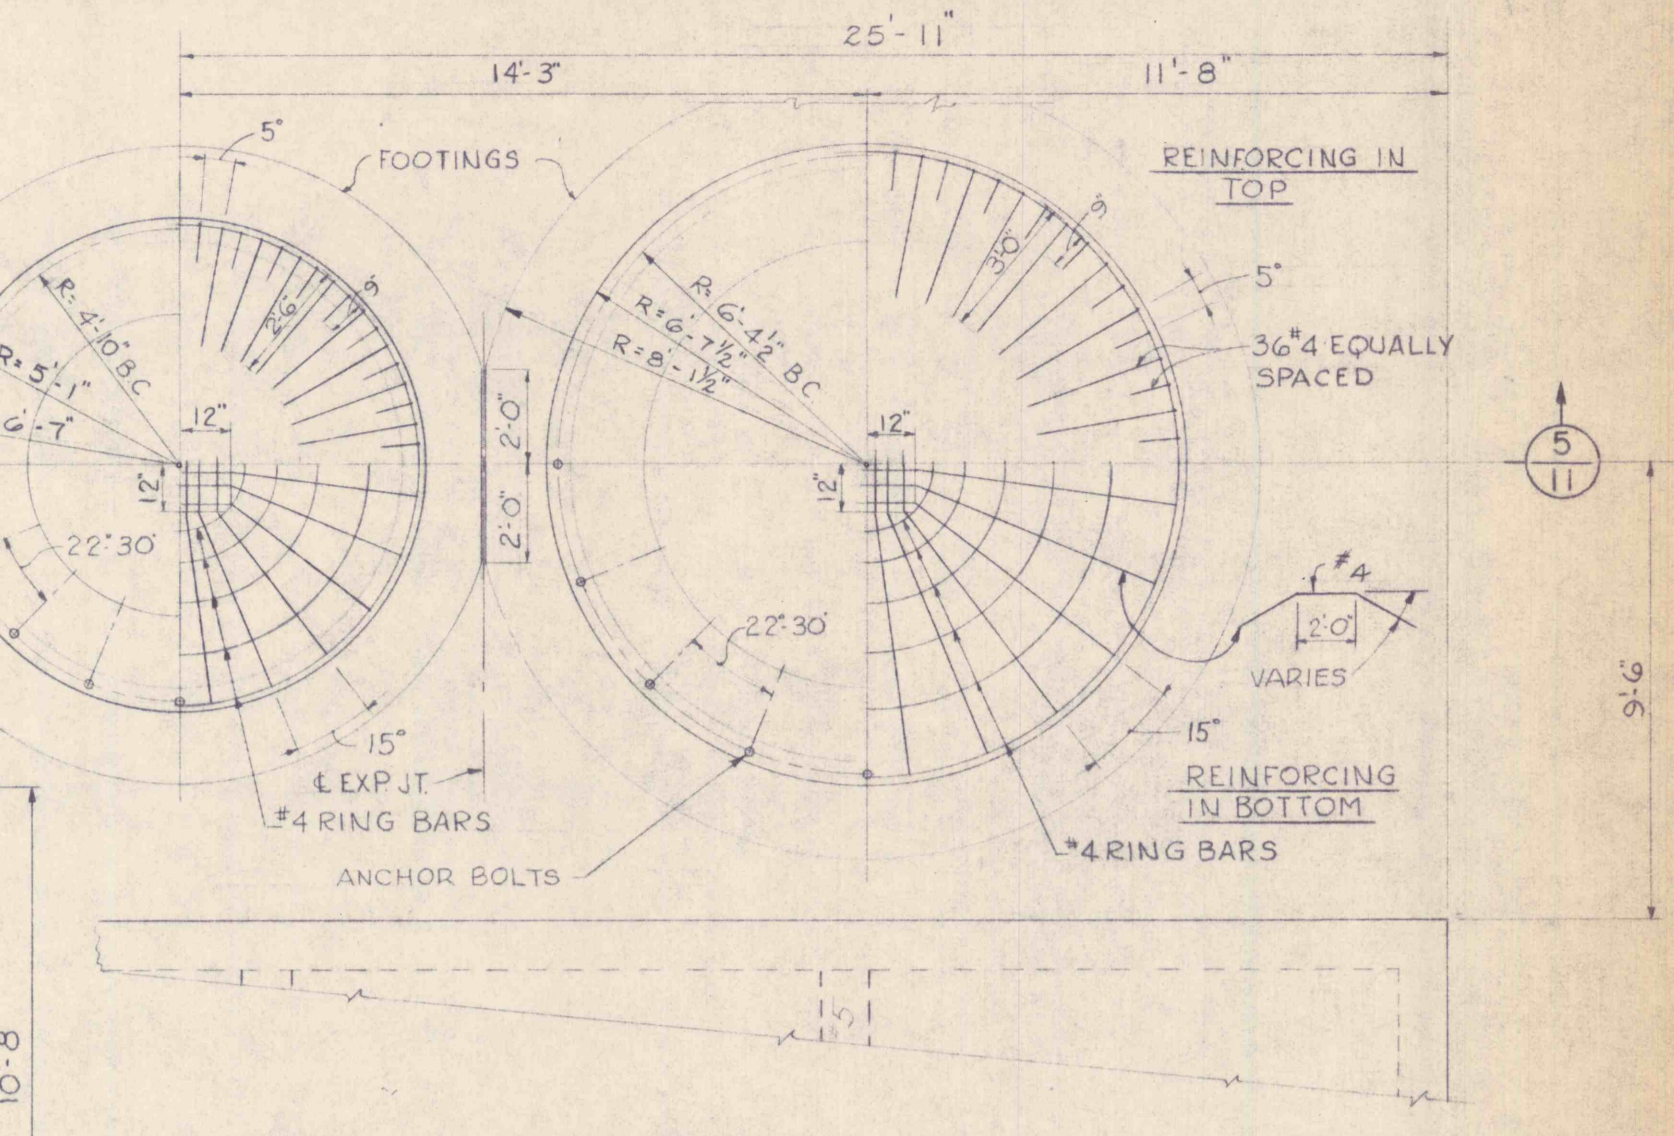 25'-11"
14'-3"
11'-8"
5°
FOOTINGS
REINFORCING IN
TOP
9"
3'-0"
5°
2'-6"
9"
R= 4'-10" BC
R= 5'-1"
6'-7"
R= 6'-4½" BC
R= 6'-7½"
R= 8'-1½"
36 #4 EQUALLY
SPACED
12"
12"
2'-0"
2'-0"
12"
12"
5
11
22°30'
22°-30'
#4
2'-0"
VARIES
9'-6"
15°
15°
℄ EXP. JT.
#4 RING BARS
REINFORCING
IN BOTTOM
#4 RING BARS
ANCHOR BOLTS
10-8